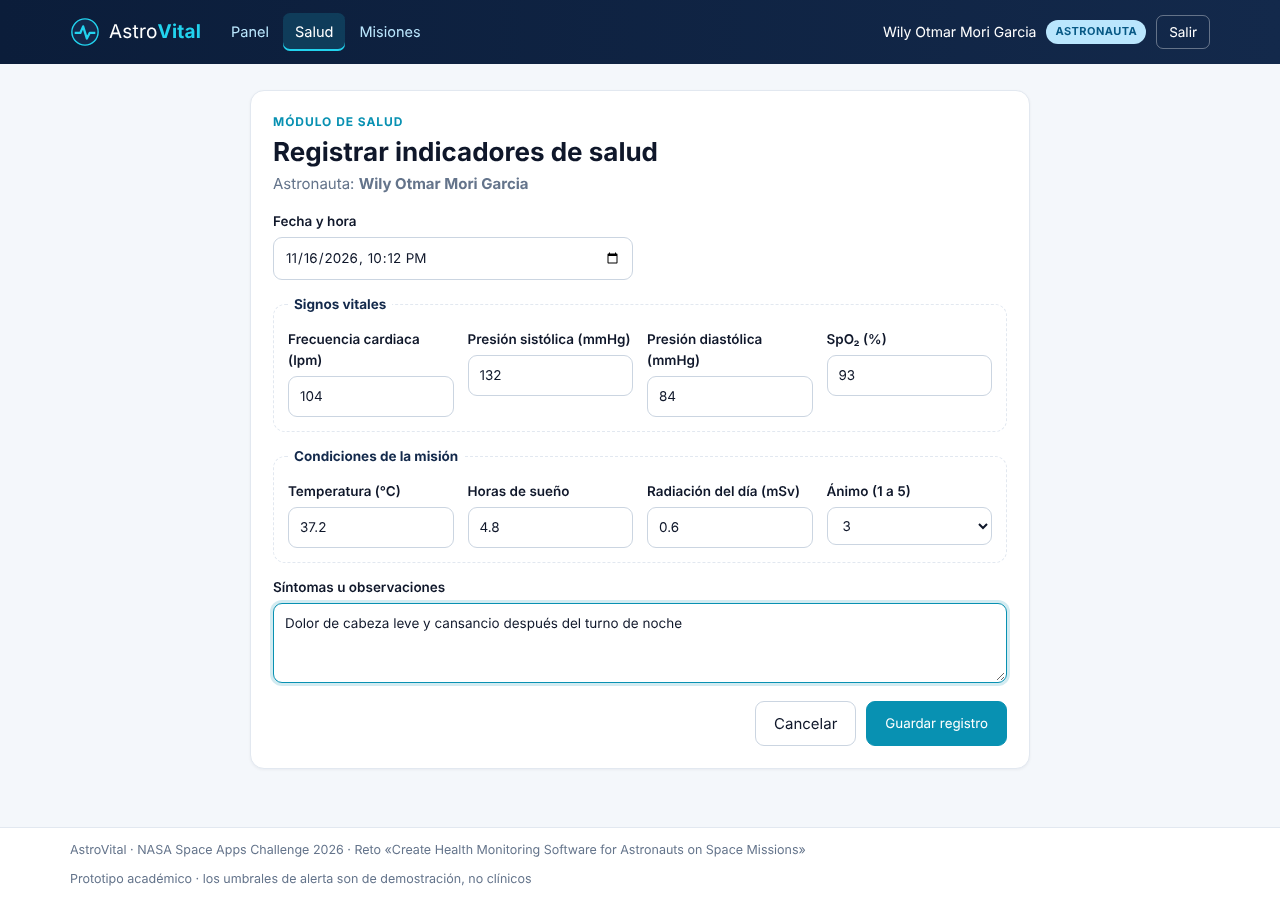 AstroVital
Panel
Salud
Misiones
Wily Otmar Mori Garcia
ASTRONAUTA
Salir
MÓDULO DE SALUD
Registrar indicadores de salud
Astronauta: Wily Otmar Mori Garcia
Fecha y hora
11/16/2026, 10:12 PM
Signos vitales
Frecuencia cardiaca
(lpm)
104
Presión sistólica (mmHg)
132
Presión diastólica
(mmHg)
84
SpO₂ (%)
93
Condiciones de la misión
Temperatura (°C)
37.2
Horas de sueño
4.8
Radiación del día (mSv)
0.6
Ánimo (1 a 5)
3
Síntomas u observaciones
Dolor de cabeza leve y cansancio después del turno de noche
Cancelar
Guardar registro
AstroVital · NASA Space Apps Challenge 2026 · Reto «Create Health Monitoring Software for Astronauts on Space Missions»
Prototipo académico · los umbrales de alerta son de demostración, no clínicos